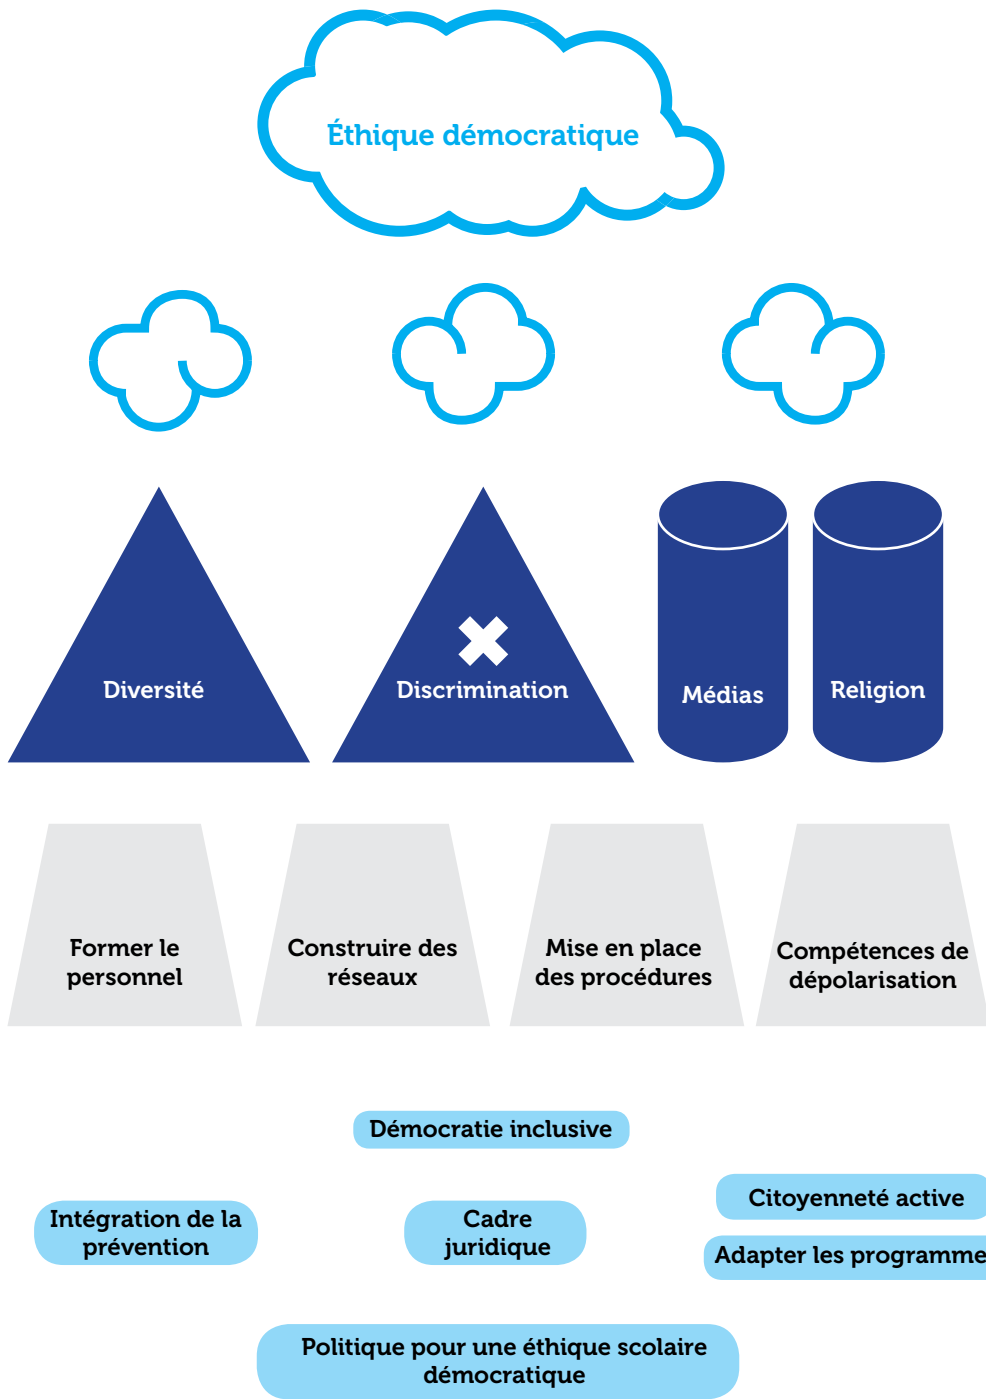 Éthique démocratique
Diversité
Discrimination
Médias
Religion
Former le
personnel
Construire des
réseaux
Mise en place
des procédures
Compétences de
dépolarisation
Démocratie inclusive
Intégration de la
prévention
Cadre
juridique
Citoyenneté active
Adapter les programme
Politique pour une éthique scolaire
démocratique